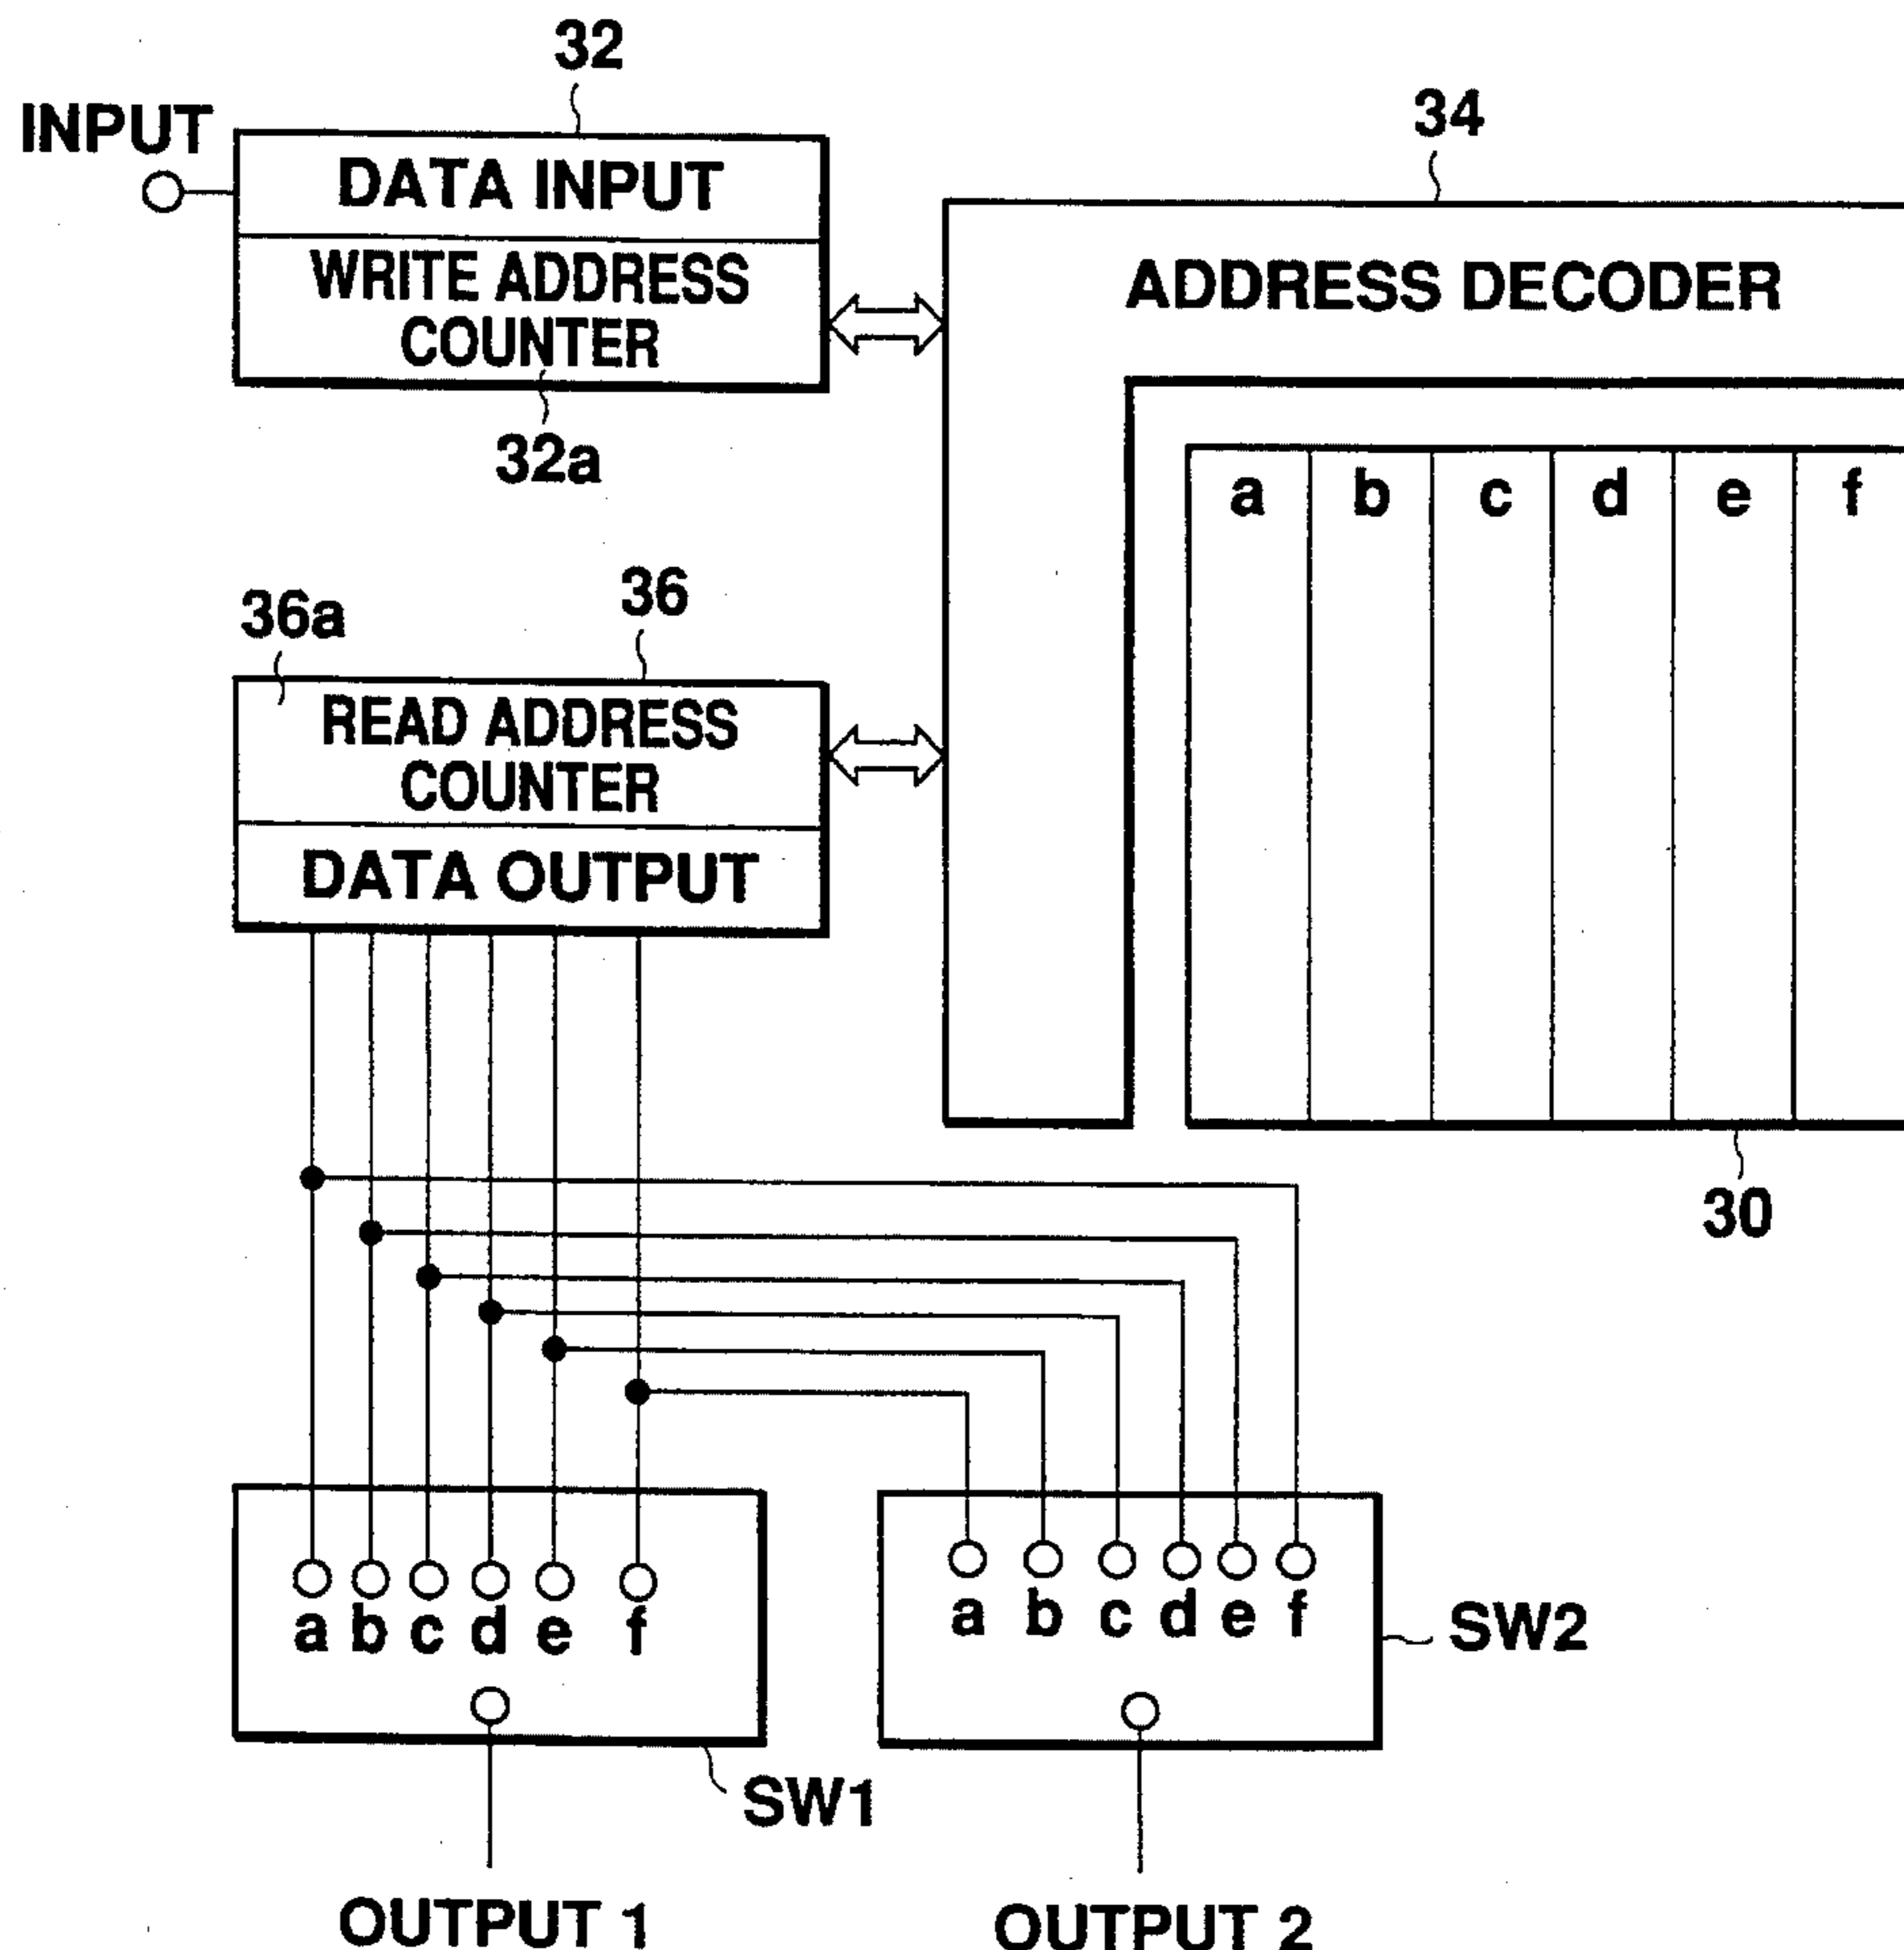 32
INPUT
34
DATA INPUT
WRITE ADDRESS
COUNTER
ADDRESS DECODER
32a
a b c d e f
36a
36
READ ADDRESS
COUNTER
DATA OUTPUT
30
a b c d e f
a b c d e f
SW2
SW1
OUTPUT 1
OUTPUT 2